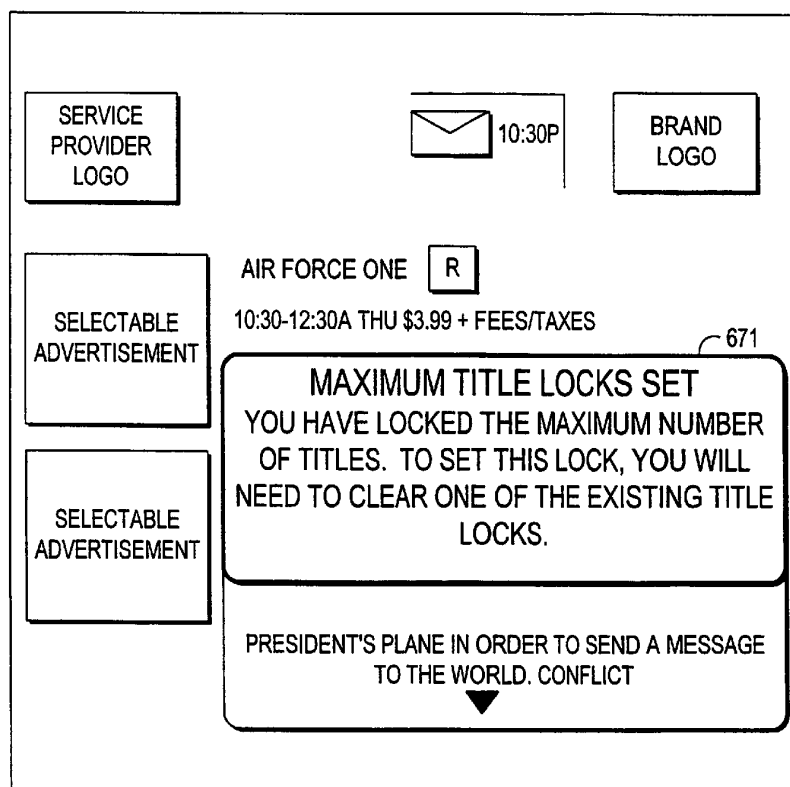 SERVICE
PROVIDER
LOGO
10:30P
BRAND
LOGO
SELECTABLE
ADVERTISEMENT
AIR FORCE ONE R
10:30-12:30A THU $3.99 + FEES/TAXES
671
MAXIMUM TITLE LOCKS SET
YOU HAVE LOCKED THE MAXIMUM NUMBER
OF TITLES. TO SET THIS LOCK, YOU WILL
NEED TO CLEAR ONE OF THE EXISTING TITLE
LOCKS.
SELECTABLE
ADVERTISEMENT
PRESIDENT'S PLANE IN ORDER TO SEND A MESSAGE
TO THE WORLD. CONFLICT